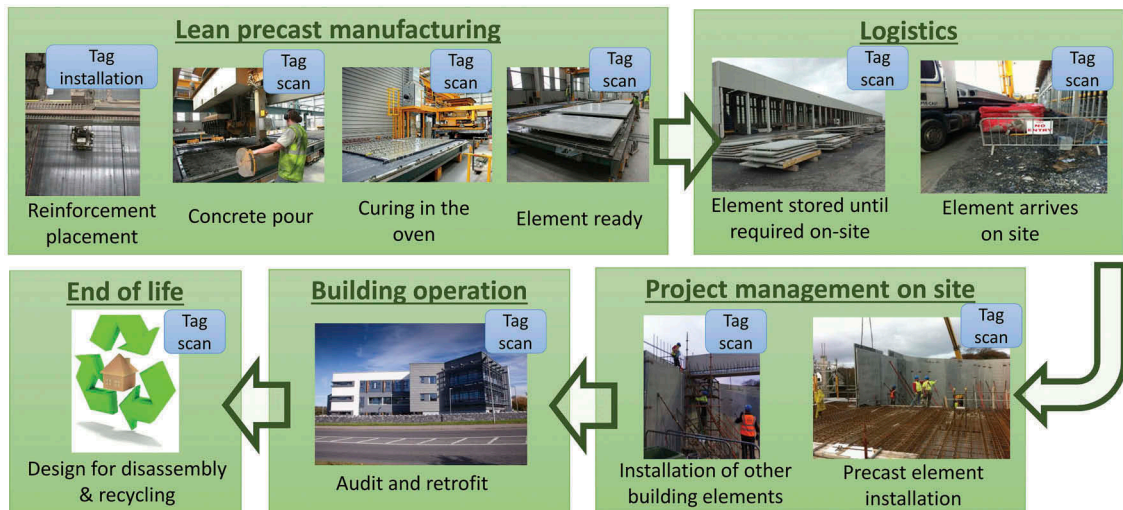 Lean precast manufacturing
Tag
installation
Reinforcement
placement
Tag
scan
Concrete pour
Tag
scan
Curing in the
oven
Tag
scan
Element ready
Logistics
Tag
scan
Element stored until
required on-site
Tag
scan
NO
ENTRY
Element arrives
on site
Project management on site
Tag
scan
Precast element
installation
Tag
scan
Installation of other
building elements
Building operation
Tag
scan
Audit and retrofit
End of life
Tag
scan
Design for disassembly
& recycling